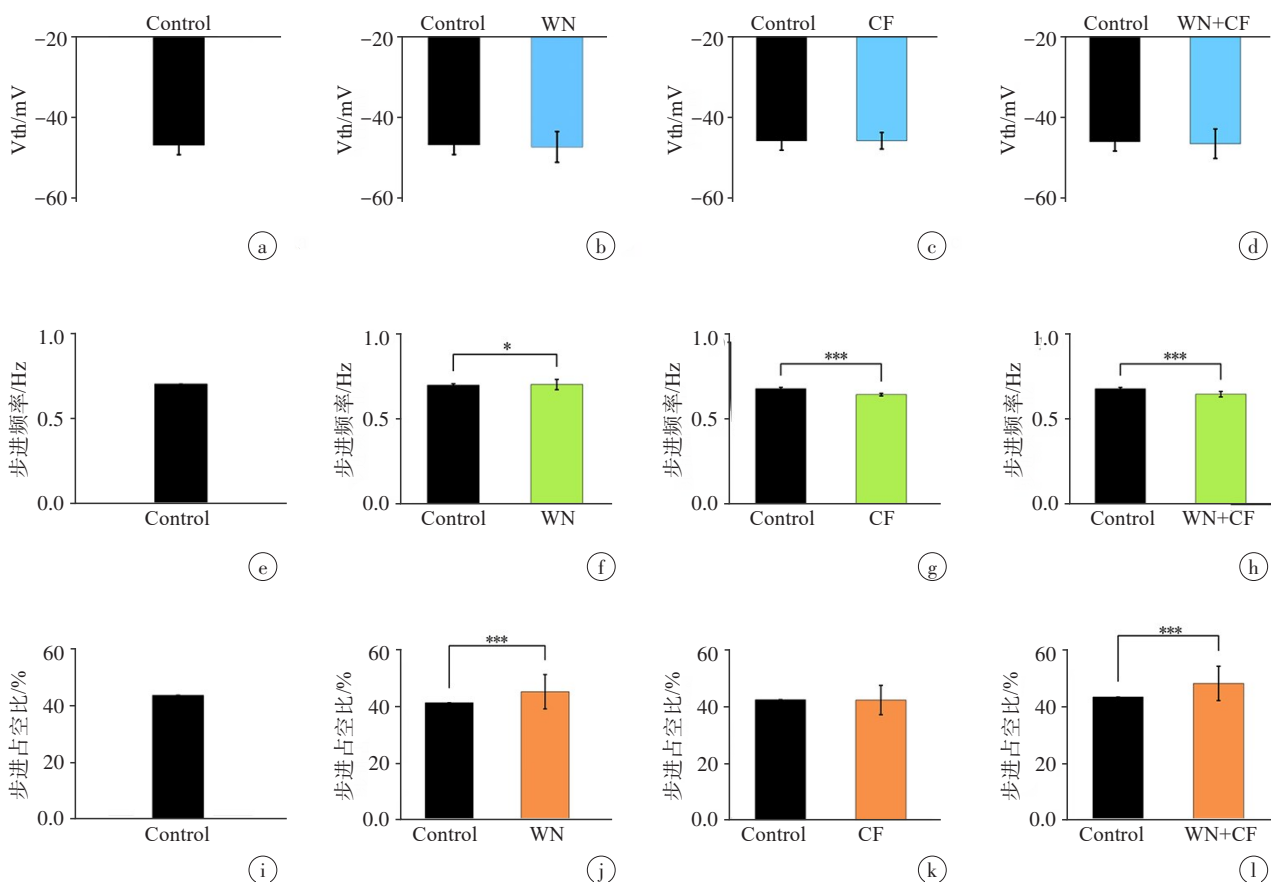 Control
−20
−40
−60
Vth/mV
a
Control WN
−20
−40
−60
Vth/mV
b
Control CF
−20
−40
−60
Vth/mV
c
Control WN+CF
−20
−40
−60
Vth/mV
d
1.0
0.5
0.0
步进频率/Hz
Control
e
*
1.0
0.5
0.0
步进频率/Hz
Control WN
f
***
1.0
0.5
0.0
步进频率/Hz
Control CF
g
***
1.0
0.5
0.0
步进频率/Hz
Control WN+CF
h
60
40
20
0.0
步进占空比/%
Control
i
***
60
40
20
0.0
步进占空比/%
Control WN
j
60
40
20
0.0
步进占空比/%
Control CF
k
***
60
40
20
0.0
步进占空比/%
Control WN+CF
l